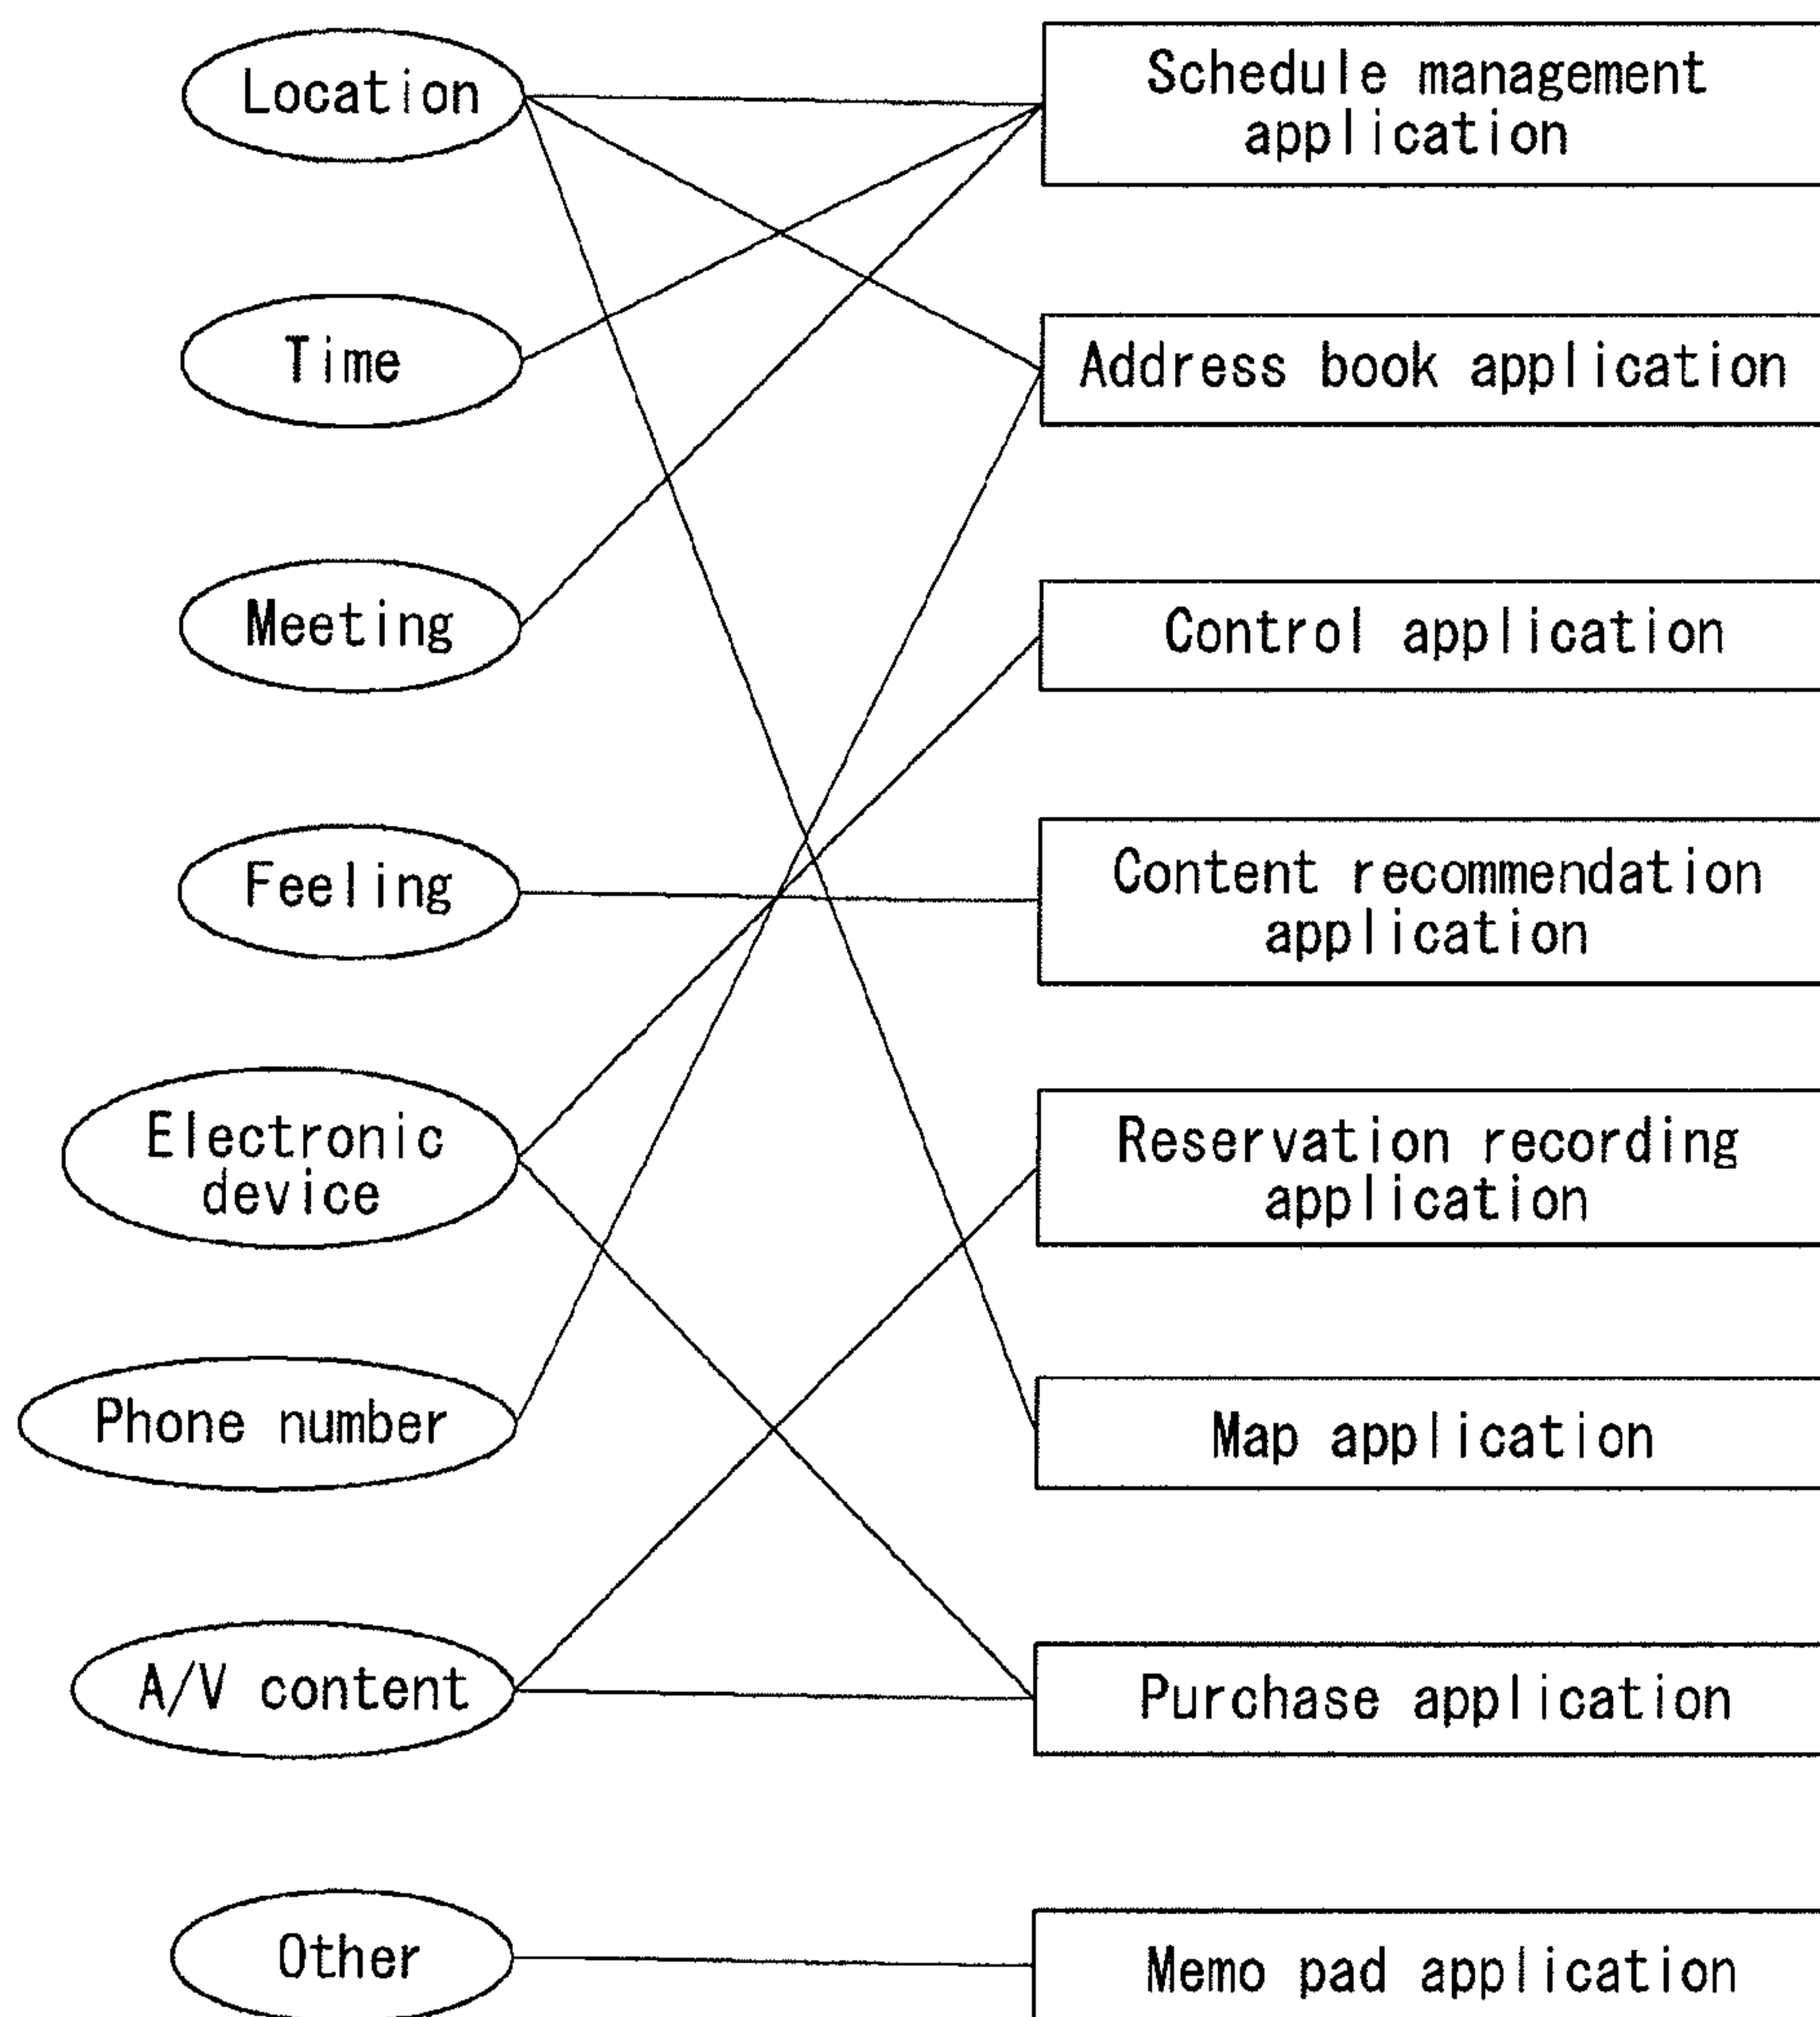 Location
Schedule management
application
Time
Address book application
Meeting
Control application
Feeling
Content recommendation
application
Electronic
device
Reservation recording
application
Phone number
Map application
A/V content
Purchase application
Other
Memo pad application